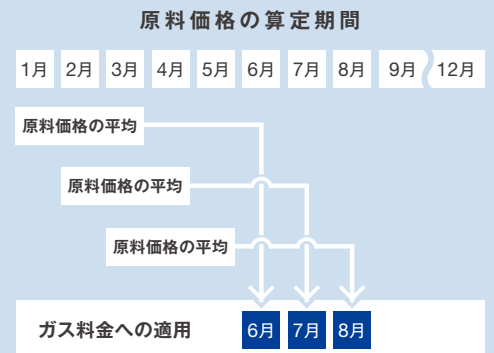 原料価格の算定期間
1月 2月 3月 4月 5月 6月 7月 8月 9月 12月
原料価格の平均
原料価格の平均
原料価格の平均
ガス料金への適用 6月 7月 8月